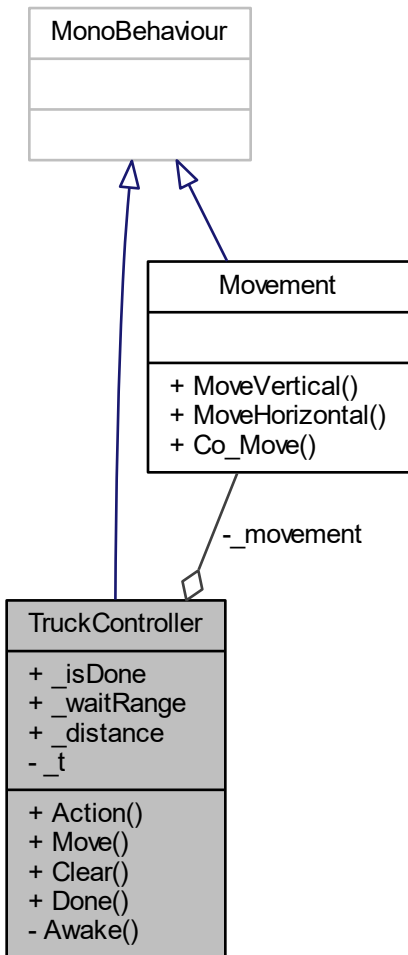 MonoBehaviour
Movement
+ MoveVertical()
+ MoveHorizontal()
+ Co_Move()
-_movement
TruckController
+ _isDone
+ _waitRange
+ _distance
- _t
+ Action()
+ Move()
+ Clear()
+ Done()
- Awake()